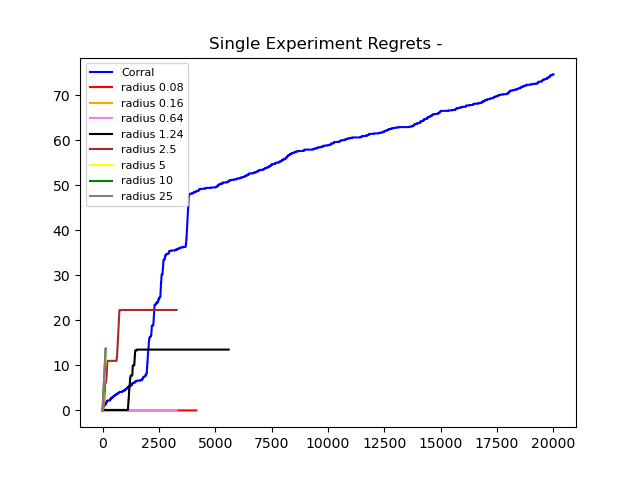 Single Experiment Regrets -
Corral
radius 0.08
radius 0.16
radius 0.64
radius 1.24
radius 2.5
radius 5
radius 10
radius 25
70
60
50
40
30
20
10
0
0 2500 5000 7500 10000 12500 15000 17500 20000